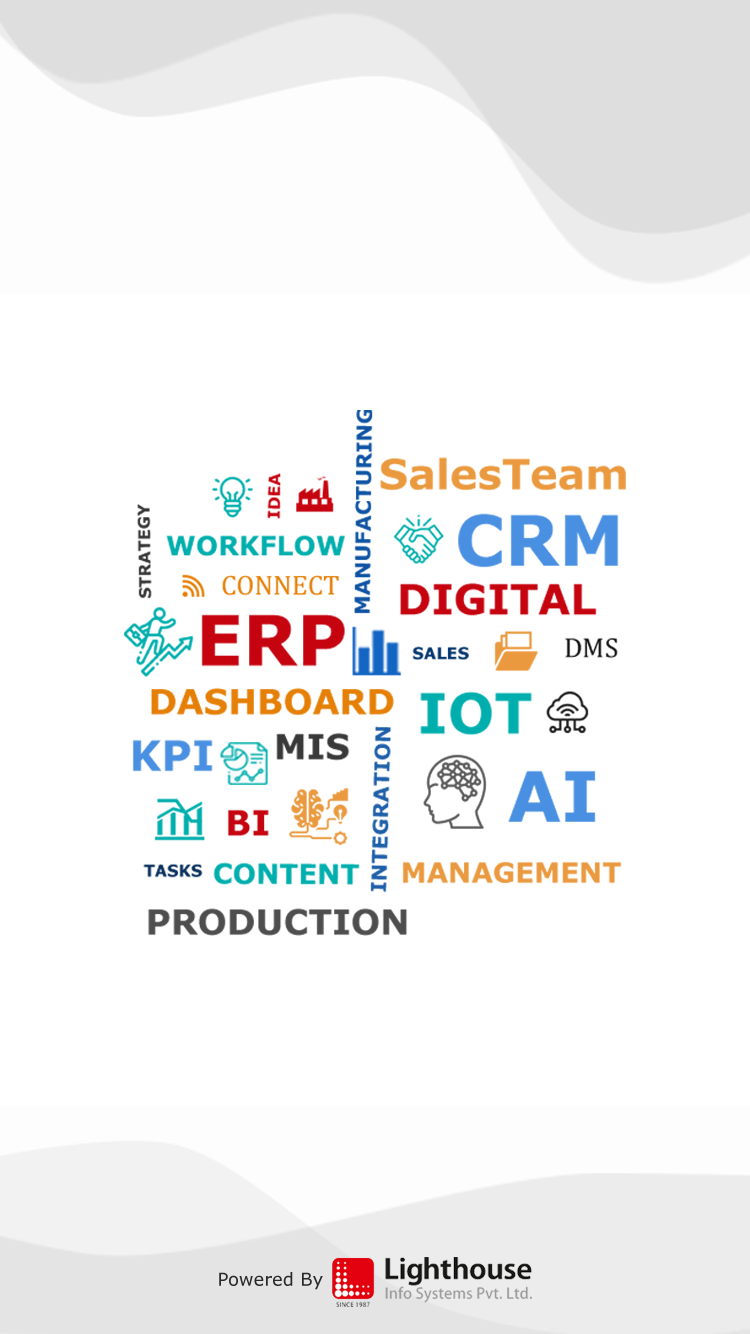 MANUFACTURING
SalesTeam
IDEA
STRATEGY
WORKFLOW
CRM
CONNECT
DIGITAL
ERP
SALES
DMS
DASHBOARD
IOT
KPI
MIS
INTEGRATION
BI
AI
TASKS
CONTENT
MANAGEMENT
PRODUCTION
Powered By
Lighthouse
Info Systems Pvt. Ltd.
SINCE 1987